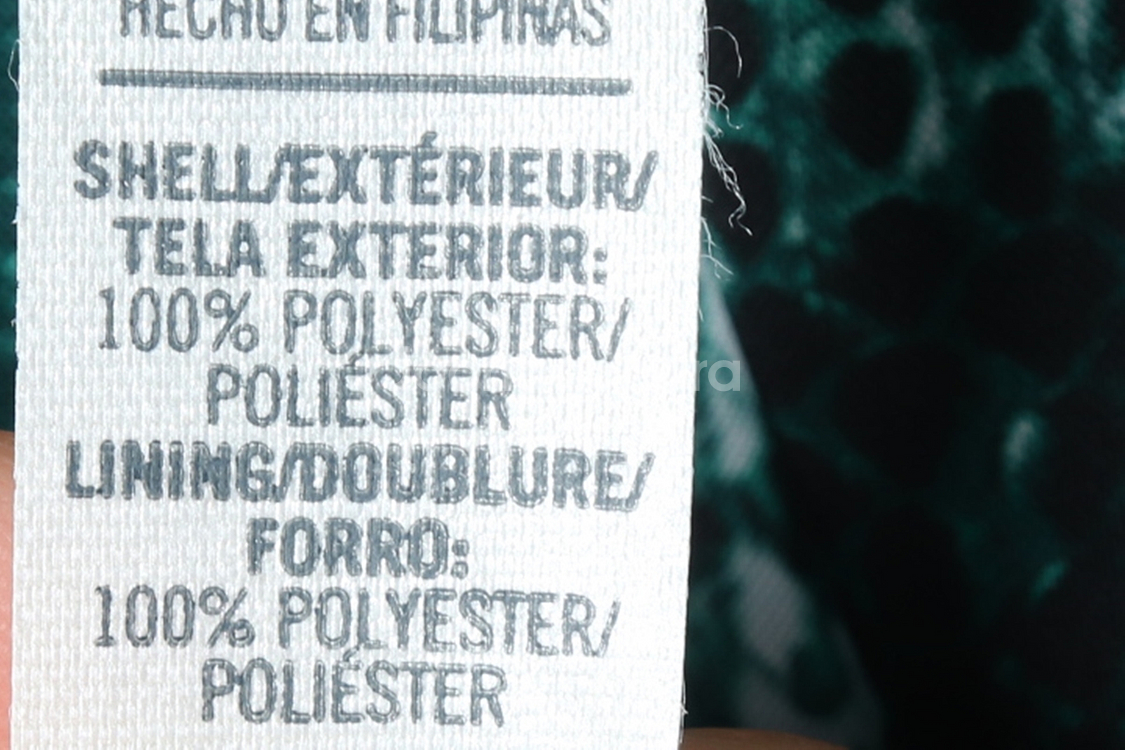 HECHO EN FILIPINAS
SHELL/EXTÉRIEUR/
TELA EXTERIOR:
100% POLYESTER/
POLIÉSTER
LINING/DOUBLURE/
FORRO:
100% POLYESTER/
POLIÉSTER